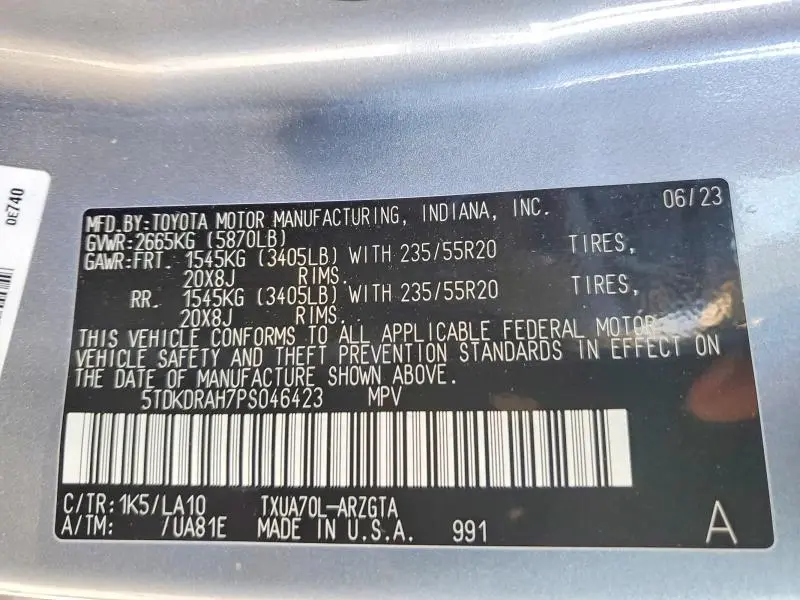 0E740
MFD.BY:TOYOTA MOTOR MANUFACTURING, INDIANA, INC. 06/23
GVWR:2665KG (5870LB)
GAWR:FRT. 1545KG (3405LB) WITH 235/55R20 TIRES,
20X8J RIMS.
RR. 1545KG (3405LB) WITH 235/55R20 TIRES,
20X8J RIMS.
THIS VEHICLE CONFORMS TO ALL APPLICABLE FEDERAL MOTOR
VEHICLE SAFETY AND THEFT PREVENTION STANDARDS IN EFFECT ON
THE DATE OF MANUFACTURE SHOWN ABOVE.
5TDKDRAH7PS046423 MPV
C/TR:1K5/LA10 TXUA70L-ARZGTA
A/TM: /UA81E MADE IN U.S.A. 991 A